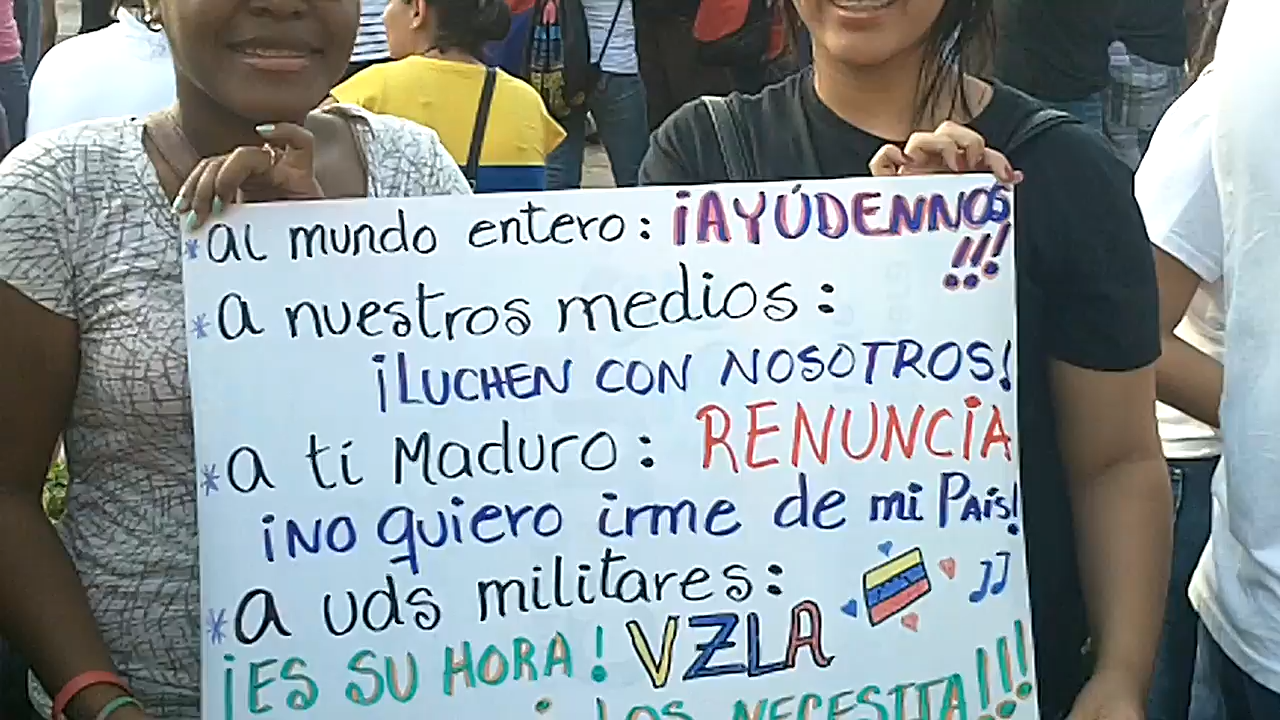 *al mundo entero: ¡AYÚDENNOS
!!!
*a nuestros medios:
¡LUCHEN CON NOSOTROS!
*a ti Maduro: RENUNCIA
¡NO quiero irme de mi País!
*a uds militares:
¡ES SU HORA! VZLA
¡LOS NECESITA!!!!